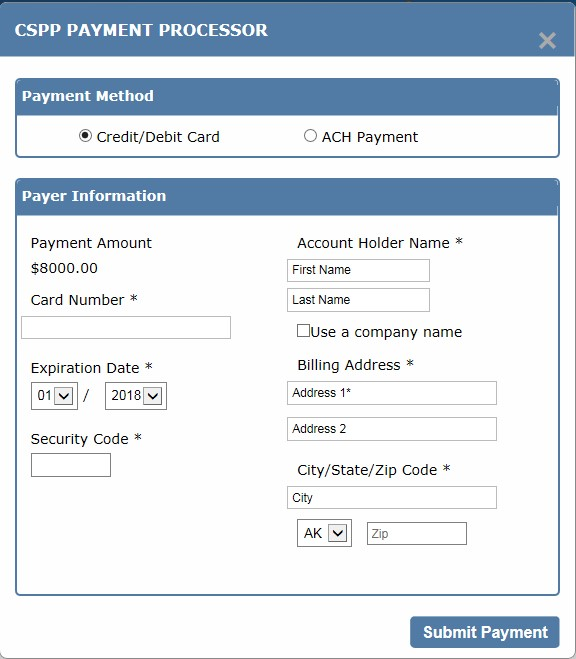 CSPP PAYMENT PROCESSOR
Payment Method
Credit/Debit Card
ACH Payment
Payer Information
Payment Amount
$8000.00
Card Number *
Expiration Date *
01 / 2018
Security Code *
Account Holder Name *
First Name
Last Name
Use a company name
Billing Address *
Address 1*
Address 2
City/State/Zip Code *
City
AK
Zip
Submit Payment